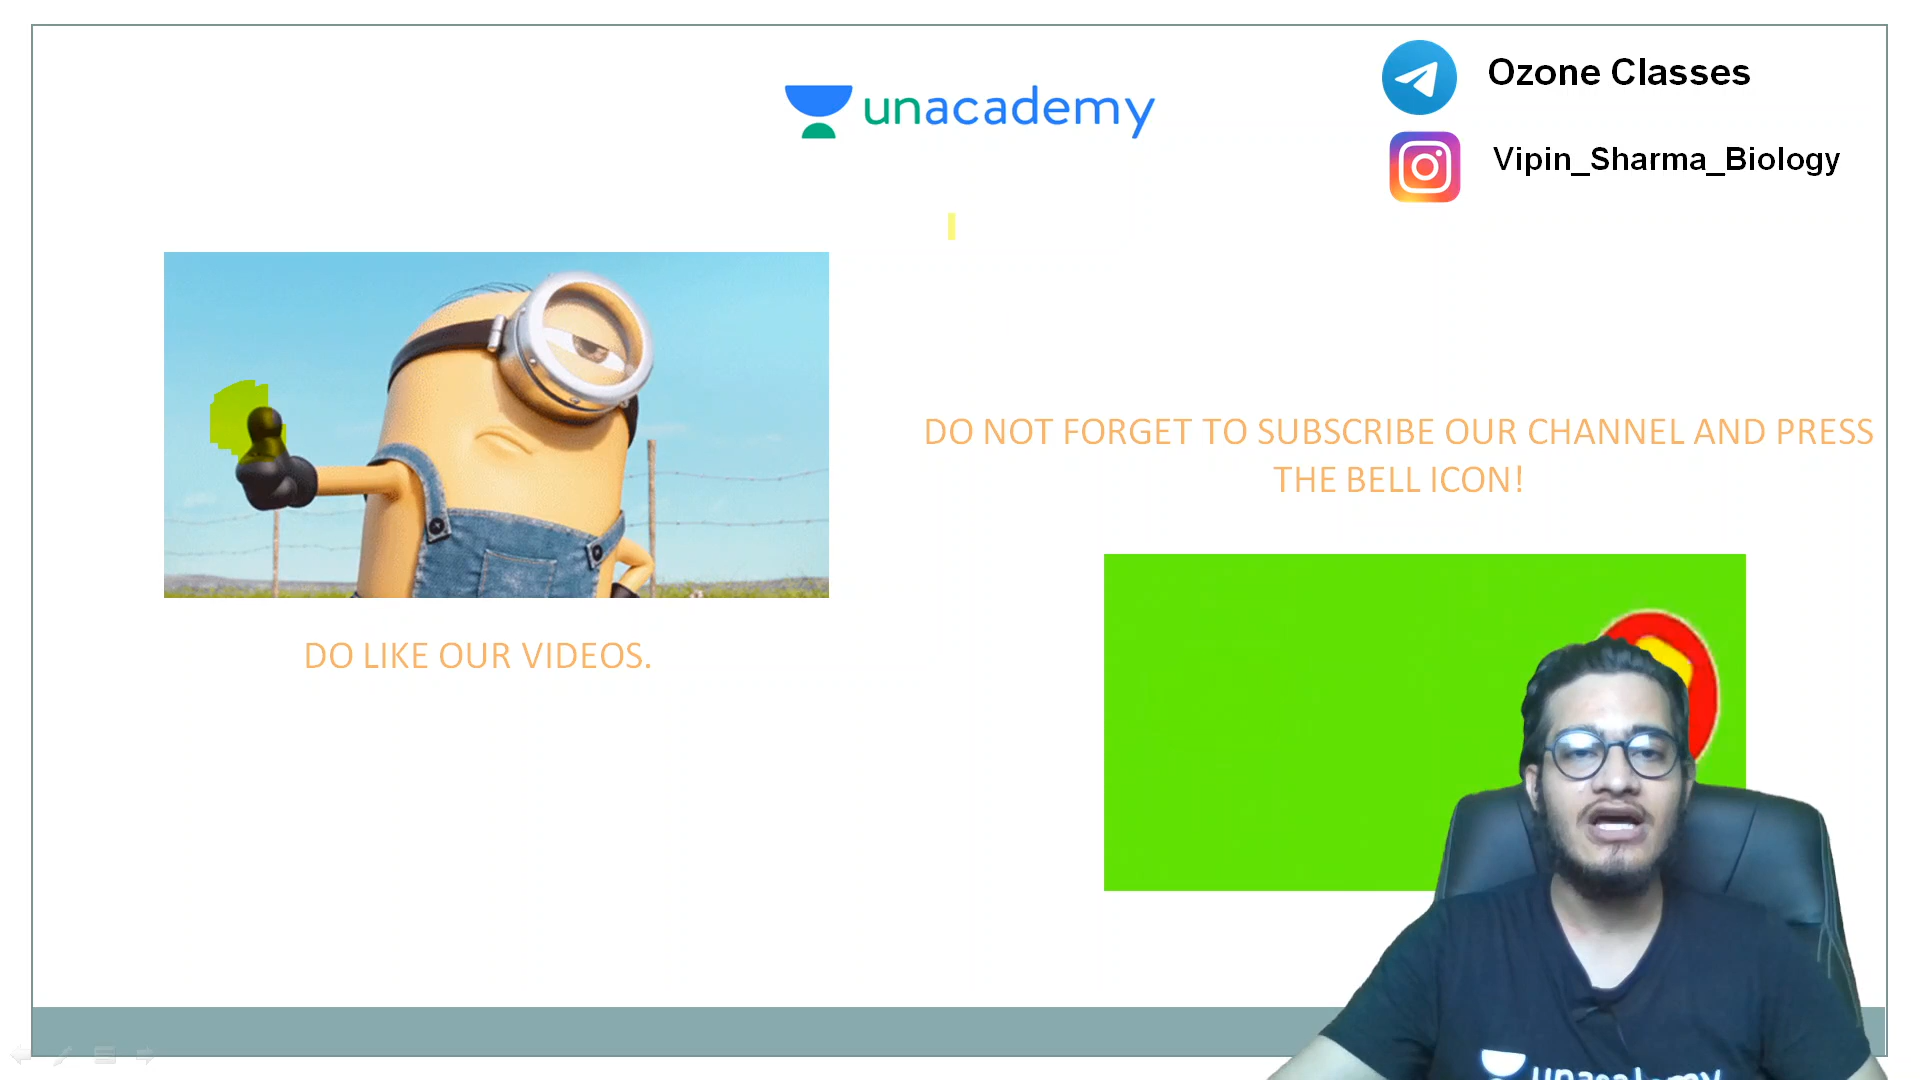 unacademy
Ozone Classes
Vipin_Sharma_Biology
DO NOT FORGET TO SUBSCRIBE OUR CHANNEL AND PRESS
THE BELL ICON!
DO LIKE OUR VIDEOS.
unacademy